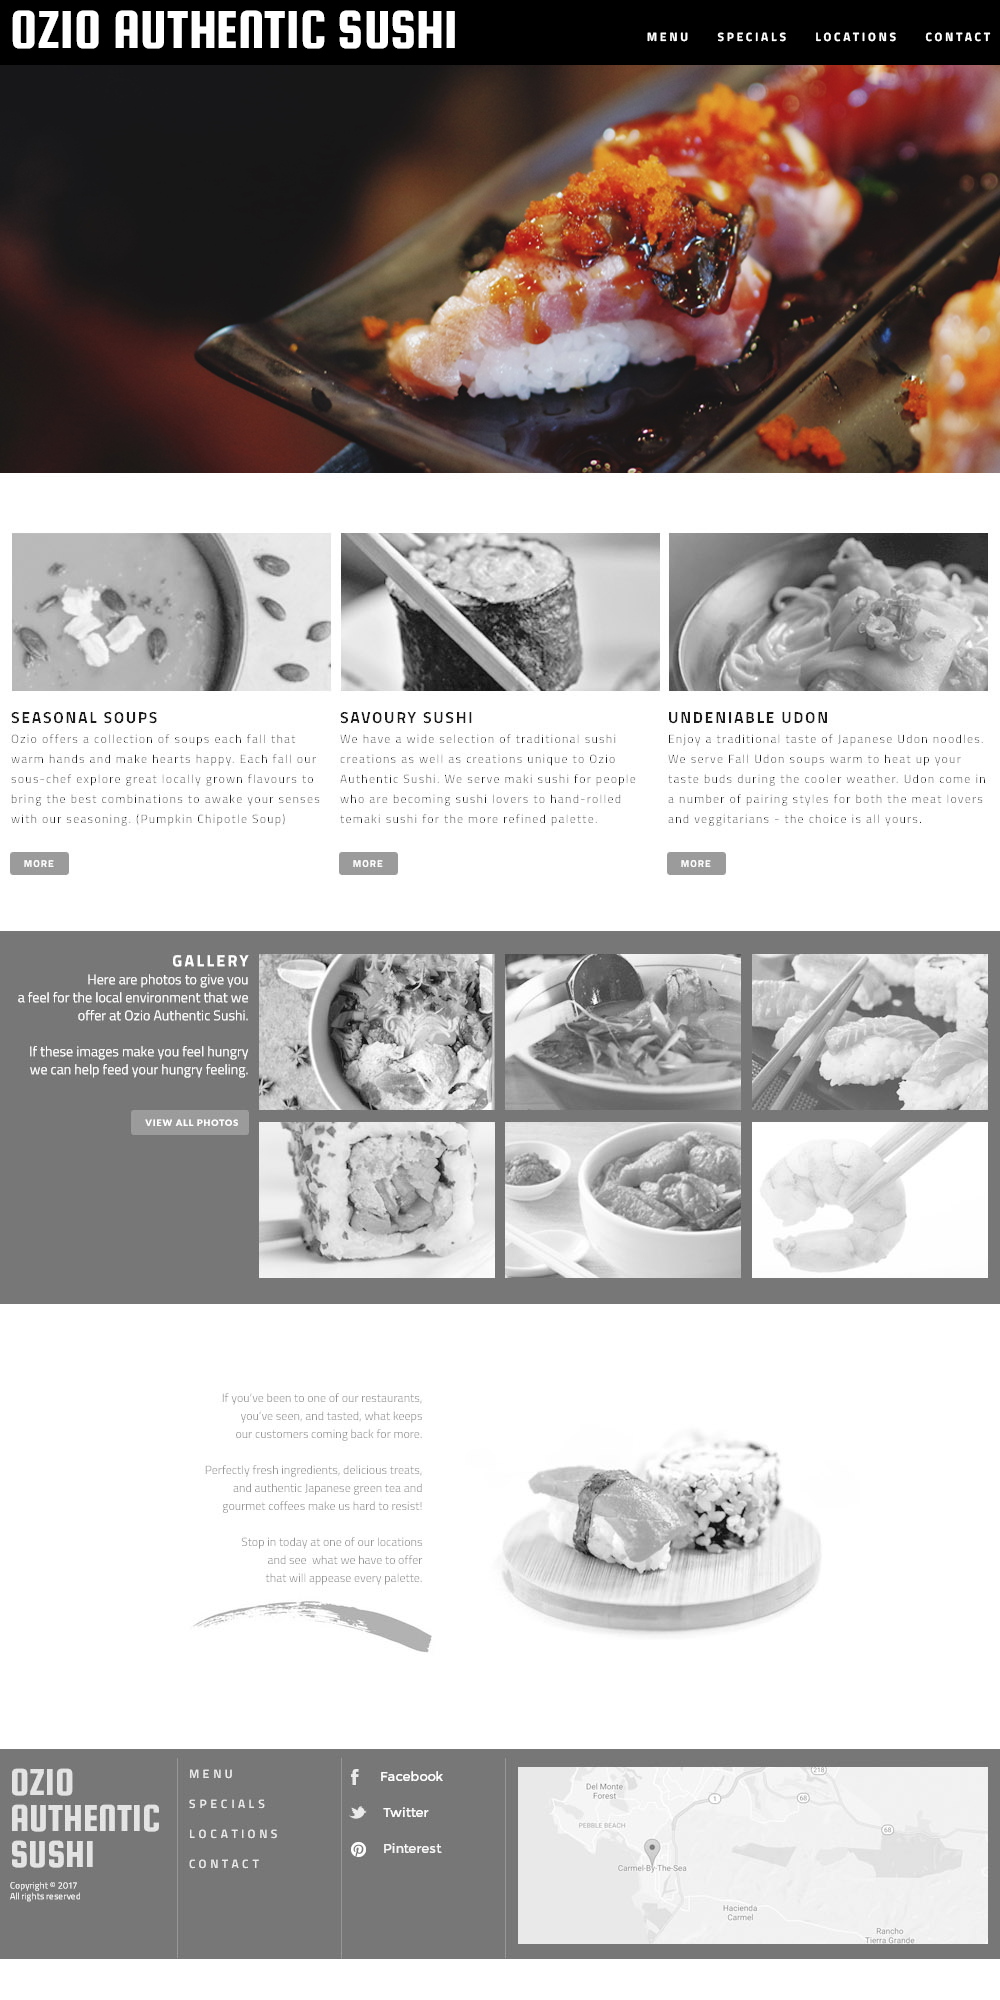 OZIO AUTHENTIC SUSHI
MENU SPECIALS LOCATIONS CONTACT
SEASONAL SOUPS
Ozio offers a collection of soups each fall that
warm hands and make hearts happy. Each fall our
sous-chef explore great locally grown flavours to
bring the best combinations to awake your senses
with our seasoning. (Pumpkin Chipotle Soup)
MORE
SAVOURY SUSHI
We have a wide selection of traditional sushi
creations as well as creations unique to Ozio
Authentic Sushi. We serve maki sushi for people
who are becoming sushi lovers to hand-rolled
temaki sushi for the more refined palette.
MORE
UNDENIABLE UDON
Enjoy a traditional taste of Japanese Udon noodles.
We serve Fall Udon soups warm to heat up your
taste buds during the cooler weather. Udon come in
a number of pairing styles for both the meat lovers
and veggitarians - the choice is all yours.
MORE
GALLERY
Here are photos to give you
a feel for the local environment that we
offer at Ozio Authentic Sushi.
If these images make you feel hungry
we can help feed your hungry feeling.
VIEW ALL PHOTOS
If you've been to one of our restaurants,
you've seen, and tasted, what keeps
our customers coming back for more.
Perfectly fresh ingredients, delicious treats,
and authentic Japanese green tea and
gourmet coffees make us hard to resist!
Stop in today at one of our locations
and see what we have to offer
that will appease every palette.
OZIO
AUTHENTIC
SUSHI
Copyright © 2017
All rights reserved
MENU
SPECIALS
LOCATIONS
CONTACT
Facebook
Twitter
Pinterest
218
Del Monte
Forest
1
68
PEBBLE BEACH
68
Carmel-By-The-Sea
Hacienda
Carmel
Rancho
Tierra Grande